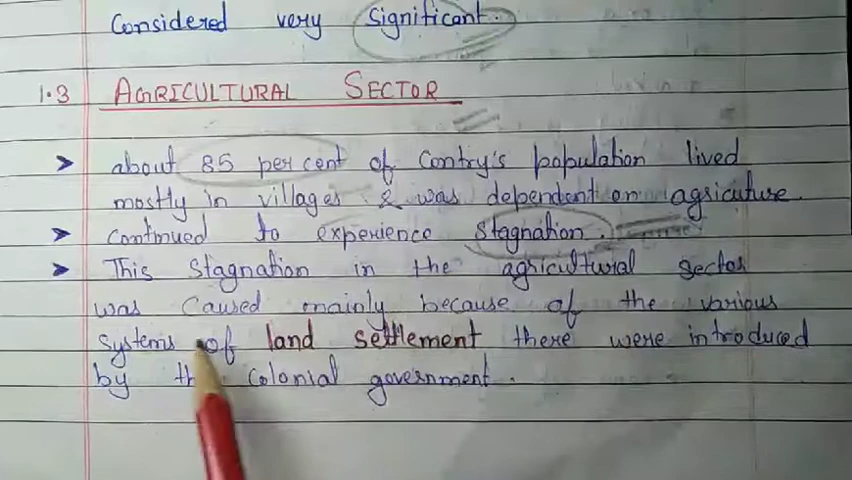 Considered very significant.
1.3 AGRICULTURAL SECTOR
➤ about 85 per cent of Contry's population lived
mostly in villages & was dependent on agricuture.
➤ continued to experience stagnation.
➤ This stagnation in the agricultural sector
was caused mainly because of the various
systems of land settlement there were introduced
by the colonial government.